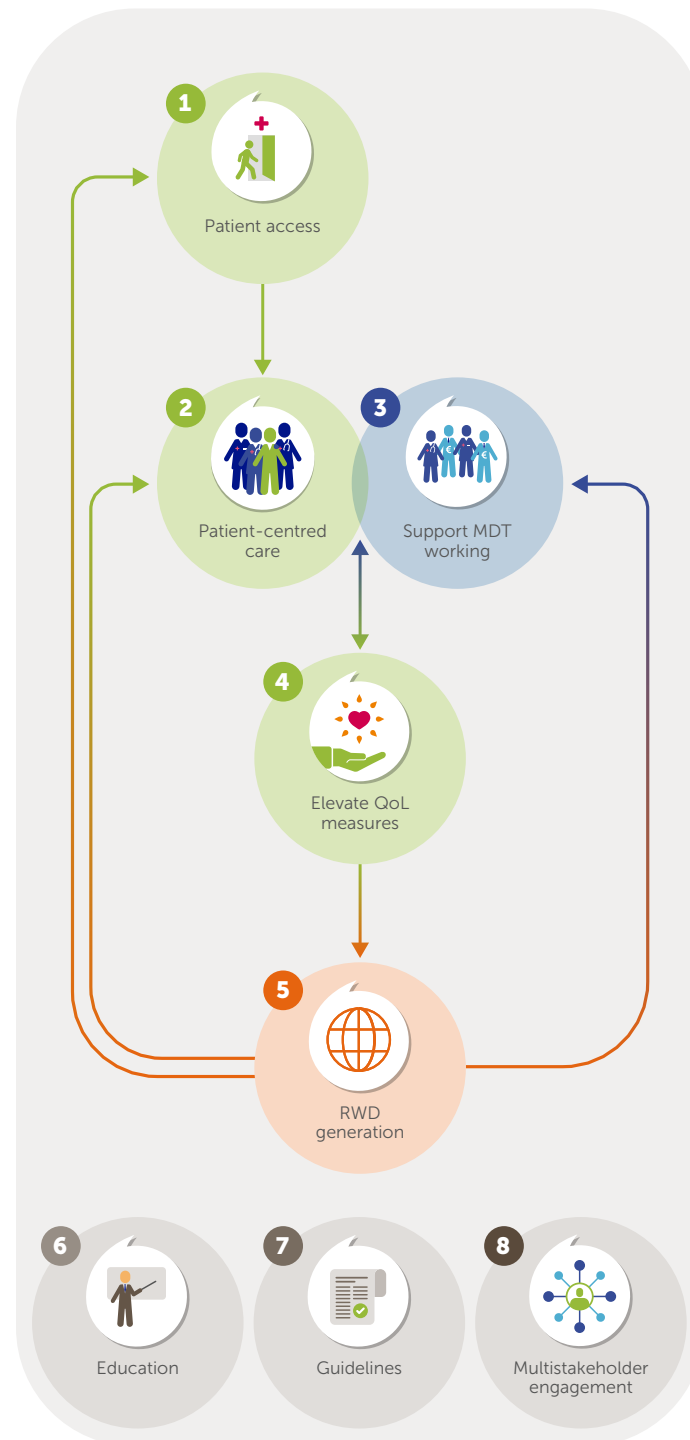 1
Patient access
2
Patient-centred
care
3
Support MDT
working
4
Elevate QoL
measures
5
RWD
generation
6
Education
7
Guidelines
8
Multistakeholder
engagement